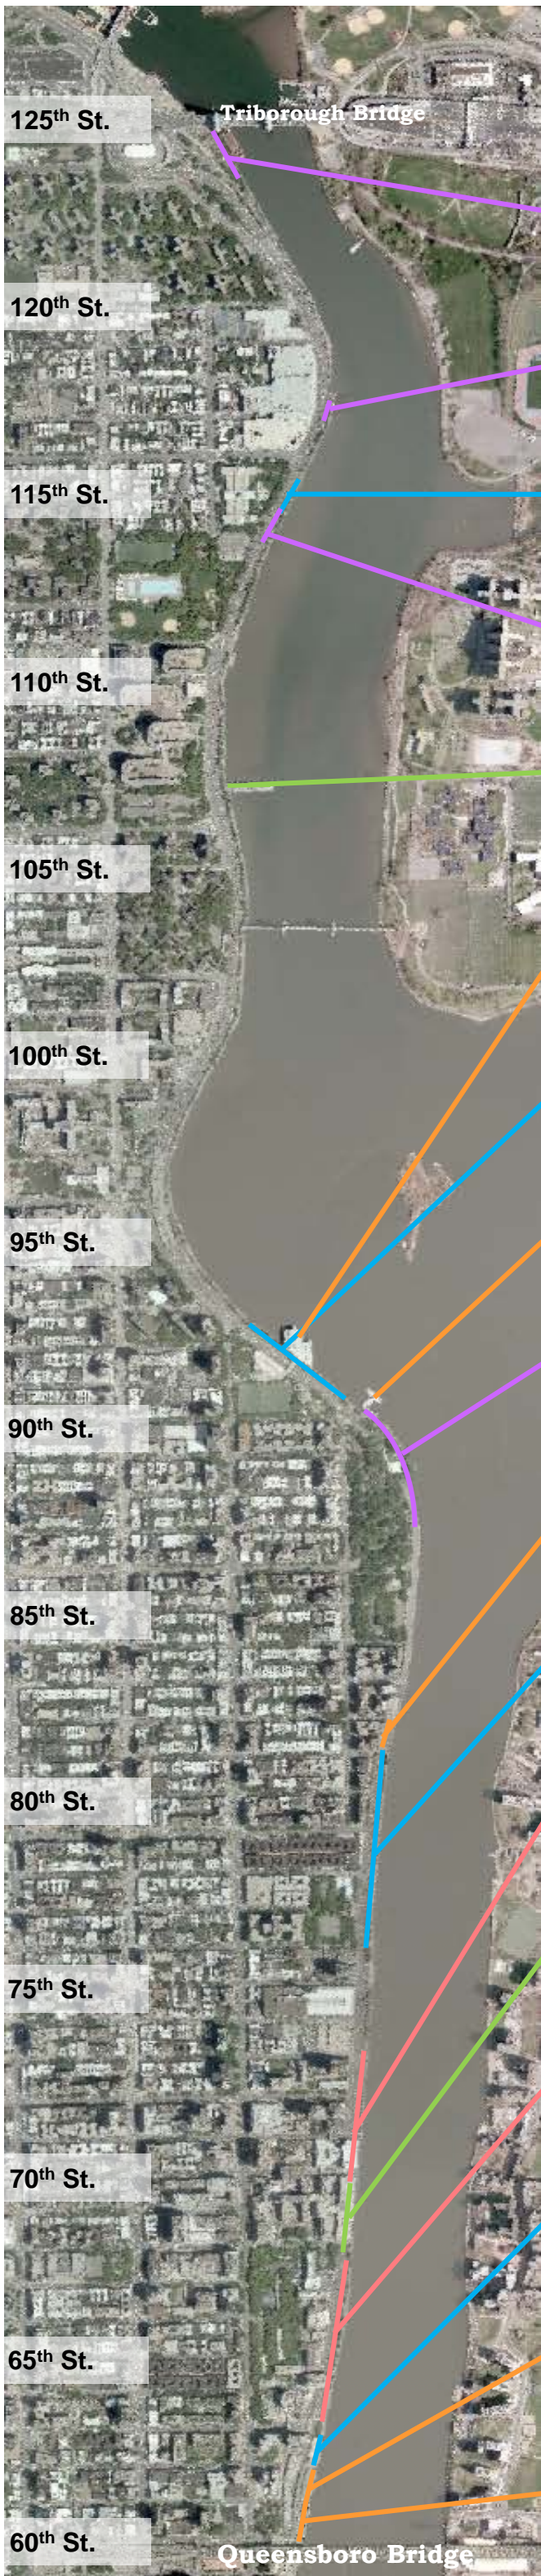 125th St.
Triborough Bridge
120th St.
115th St.
110th St.
105th St.
100th St.
95th St.
90th St.
85th St.
80th St.
75th St.
70th St.
65th St.
60th St.
Queensboro Bridge